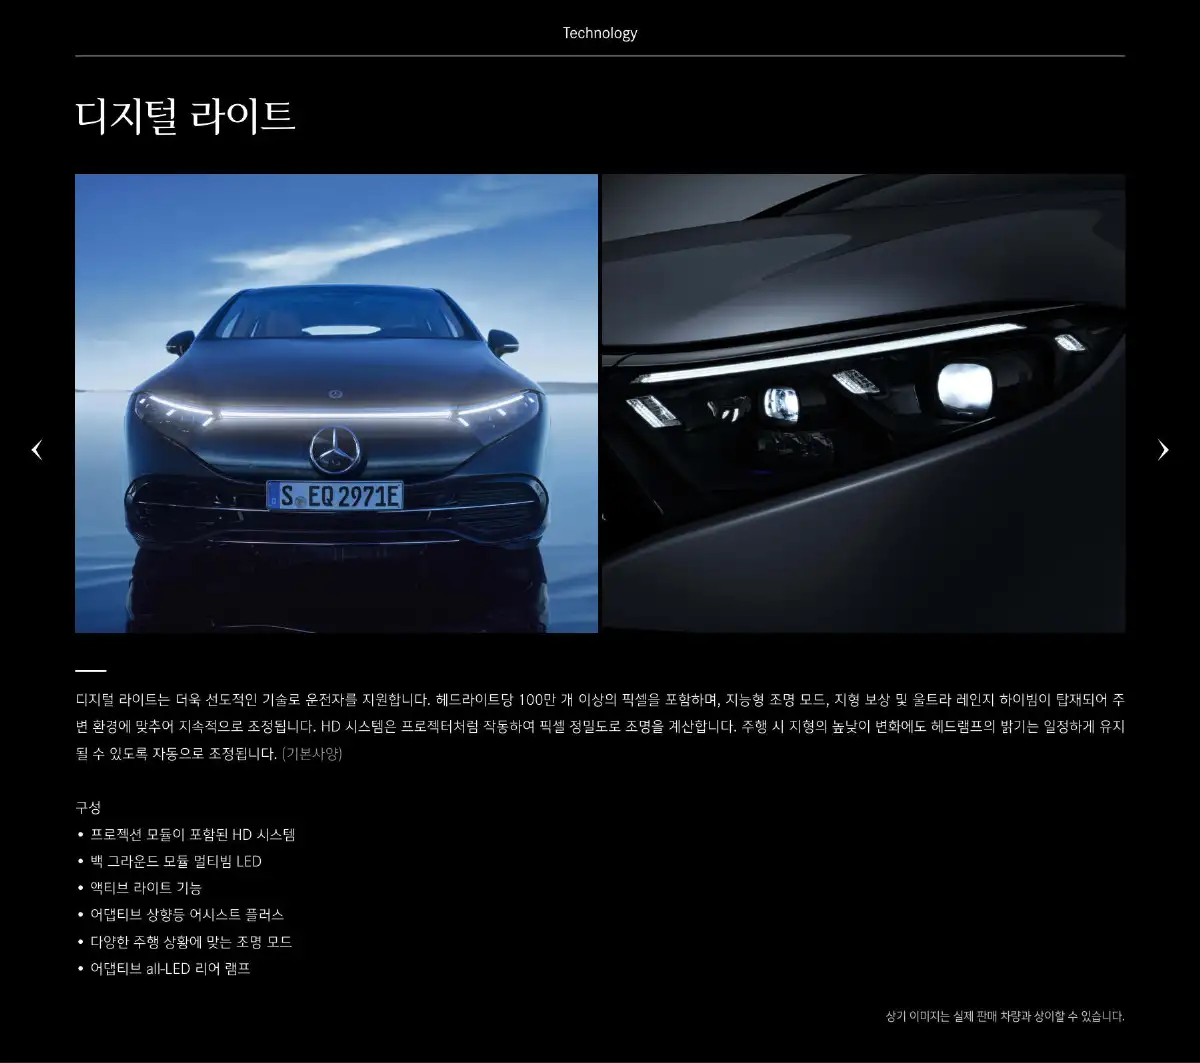 Technology
디지털 라이트
S EQ 2971E
디지털 라이트는 더욱 선도적인 기술로 운전자를 지원합니다. 헤드라이트당 100만 개 이상의 픽셀을 포함하며, 지능형 조명 모드, 지형 보상 및 울트라 레인지 하이빔이 탑재되어 주
변 환경에 맞추어 지속적으로 조정됩니다. HD 시스템은 프로젝터처럼 작동하여 픽셀 정밀도로 조명을 계산합니다. 주행 시 지형의 높낮이 변화에도 헤드램프의 밝기는 일정하게 유지
될 수 있도록 자동으로 조정됩니다. (기본사양)
구성
• 프로젝션 모듈이 포함된 HD 시스템
• 백 그라운드 모듈 멀티빔 LED
• 액티브 라이트 기능
• 어댑티브 상향등 어시스트 플러스
• 다양한 주행 상황에 맞는 조명 모드
• 어댑티브 all-LED 리어 램프
상기 이미지는 실제 판매 차량과 상이할 수 있습니다.